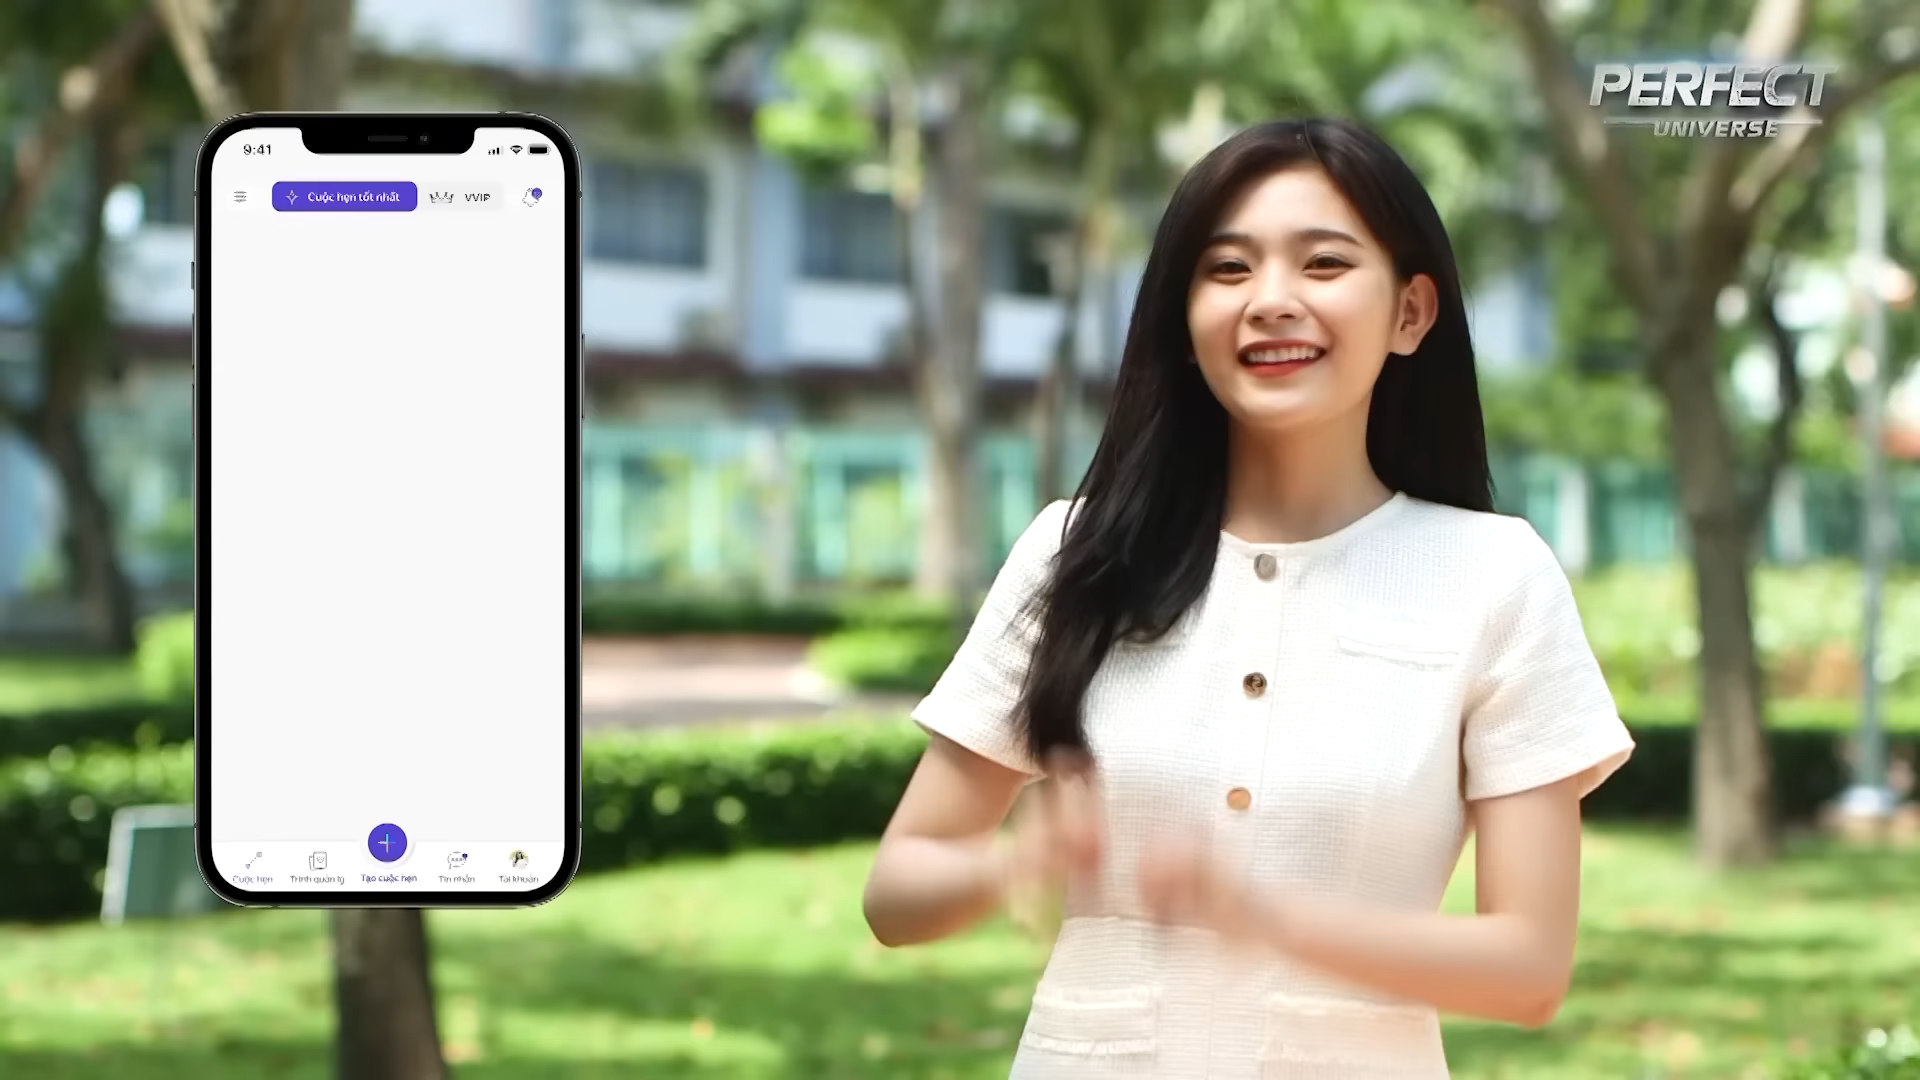 PERFECT
UNIVERSE
9:41
Cuộc hẹn tốt nhất
VVIP
Cuộc hẹn
Trình quản lý
Tạo cuộc hẹn
Tin nhắn
Tài khoản